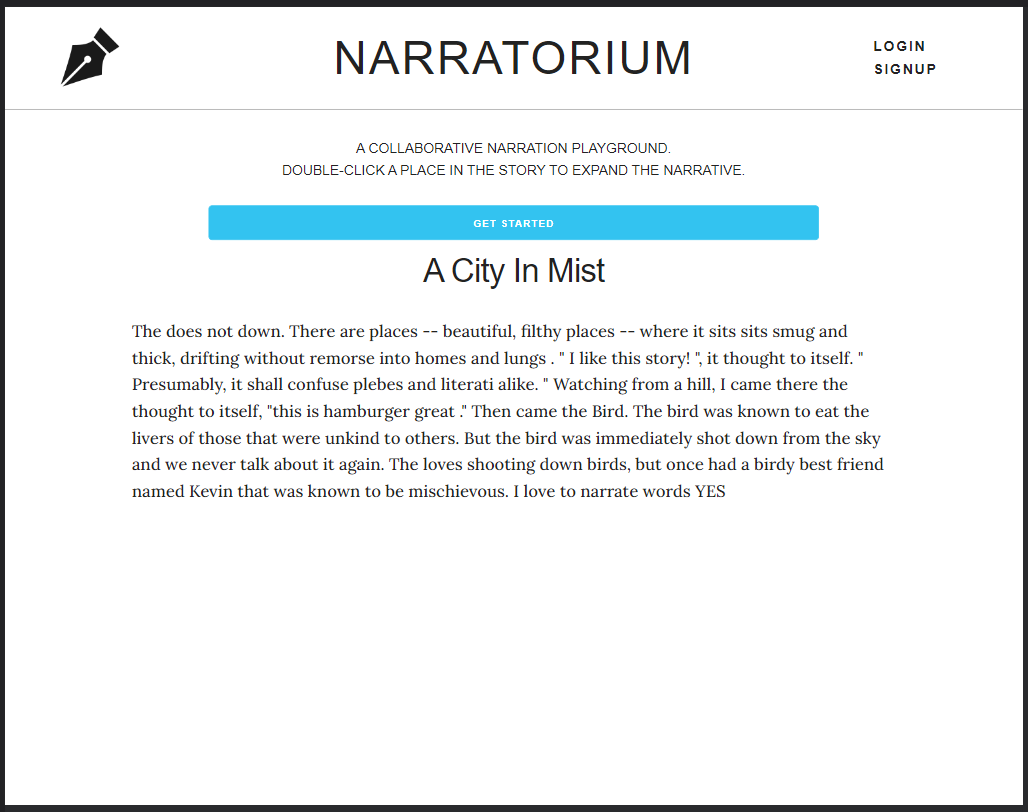 NARRATORIUM
LOGIN
SIGNUP
A COLLABORATIVE NARRATION PLAYGROUND.
DOUBLE-CLICK A PLACE IN THE STORY TO EXPAND THE NARRATIVE.
GET STARTED
A City In Mist
The does not down. There are places -- beautiful, filthy places -- where it sits sits smug and
thick, drifting without remorse into homes and lungs . " I like this story! ", it thought to itself. "
Presumably, it shall confuse plebes and literati alike. " Watching from a hill, I came there the
thought to itself, "this is hamburger great ." Then came the Bird. The bird was known to eat the
livers of those that were unkind to others. But the bird was immediately shot down from the sky
and we never talk about it again. The loves shooting down birds, but once had a birdy best friend
named Kevin that was known to be mischievous. I love to narrate words YES